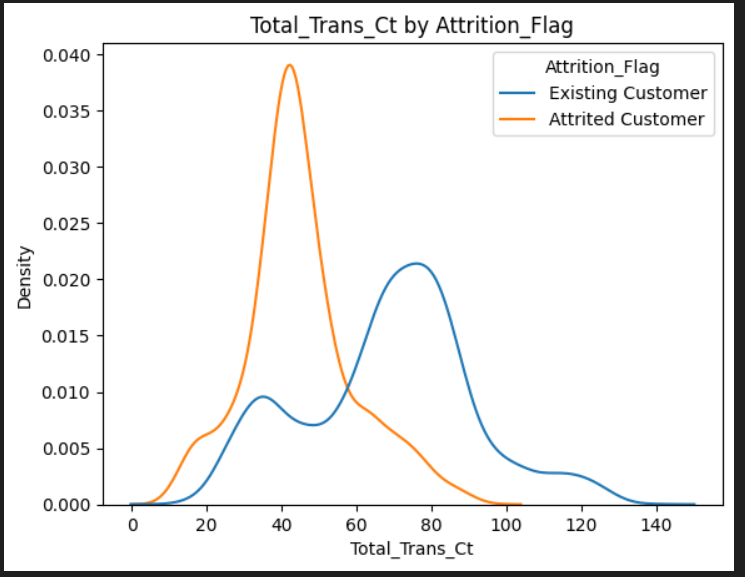 Total_Trans_Ct by Attrition_Flag
Attrition_Flag
Existing Customer
Attrited Customer
0.040
0.035
0.030
0.025
0.020
0.015
0.010
0.005
0.000
Density
0 20 40 60 80 100 120 140
Total_Trans_Ct